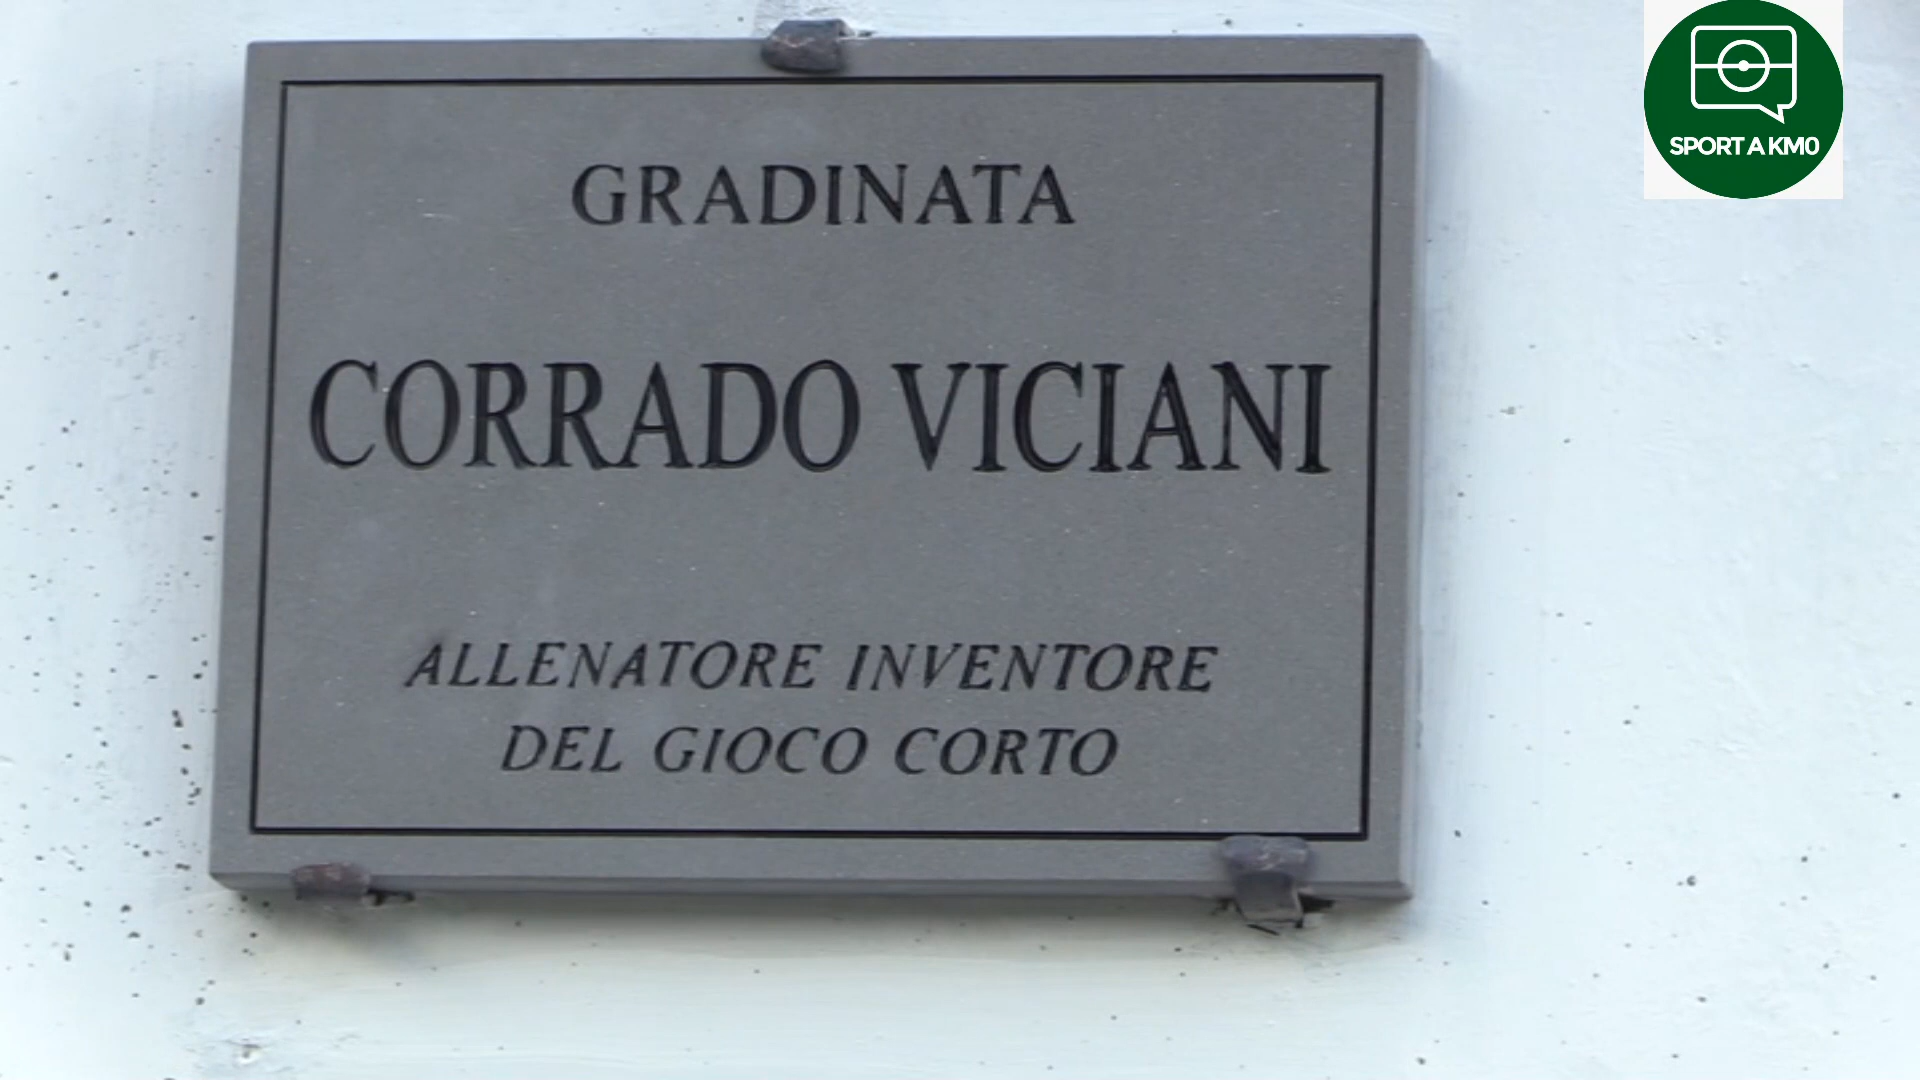 GRADINATA
CORRADO VICIANI
ALLENATORE INVENTORE
DEL GIOCO CORTO
SPORT A KM0